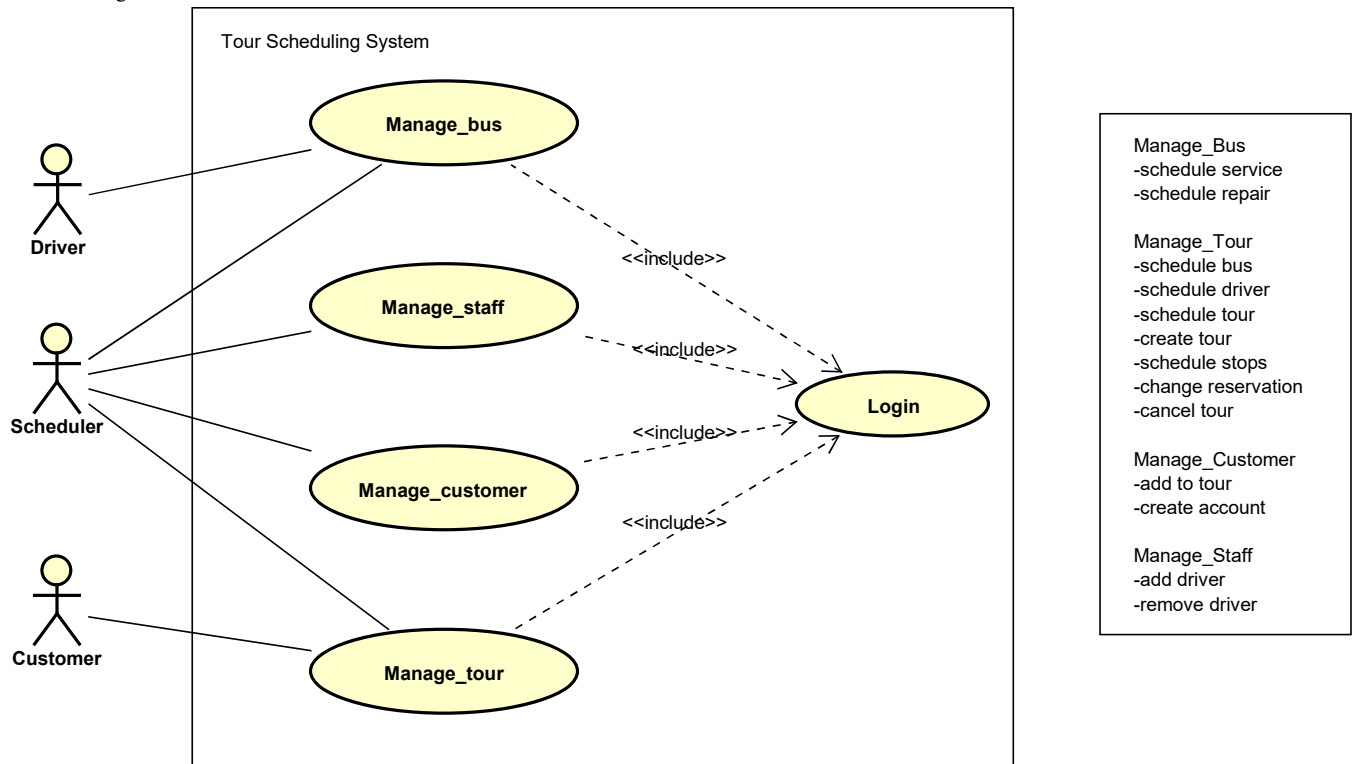 Tour Scheduling System
Manage_bus
Driver
<<include>>
Manage_staff
<<include>>
Scheduler
Login
<<include>>
Manage_customer
<<include>>
Customer
Manage_tour
Manage_Bus
-schedule service
-schedule repair
Manage_Tour
-schedule bus
-schedule driver
-schedule tour
-create tour
-schedule stops
-change reservation
-cancel tour
Manage_Customer
-add to tour
-create account
Manage_Staff
-add driver
-remove driver